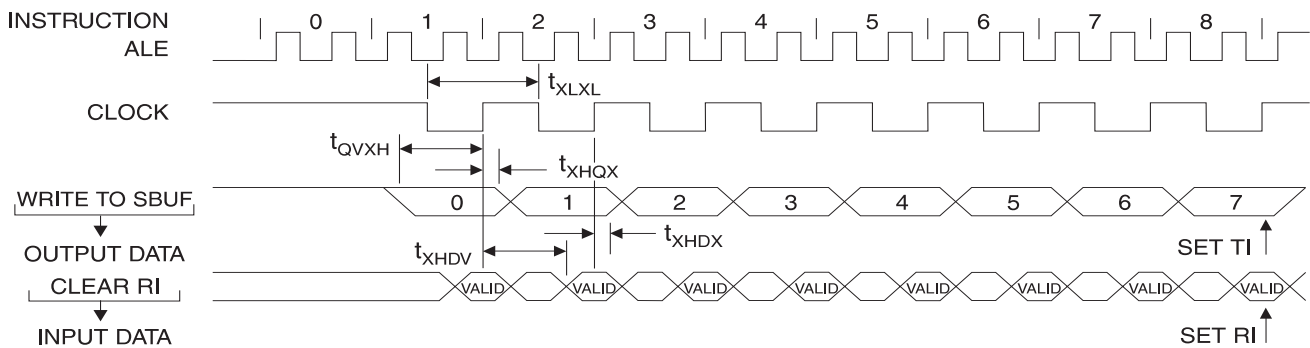 INSTRUCTION 0 1 2 3 4 5 6 7 8
ALE
tXLXL
CLOCK
tQVXH
tXHQX
WRITE TO SBUF 0 1 2 3 4 5 6 7
tXHDV tXHDX
OUTPUT DATA SET TI
CLEAR RI VALID VALID VALID VALID VALID VALID VALID VALID
INPUT DATA SET RI